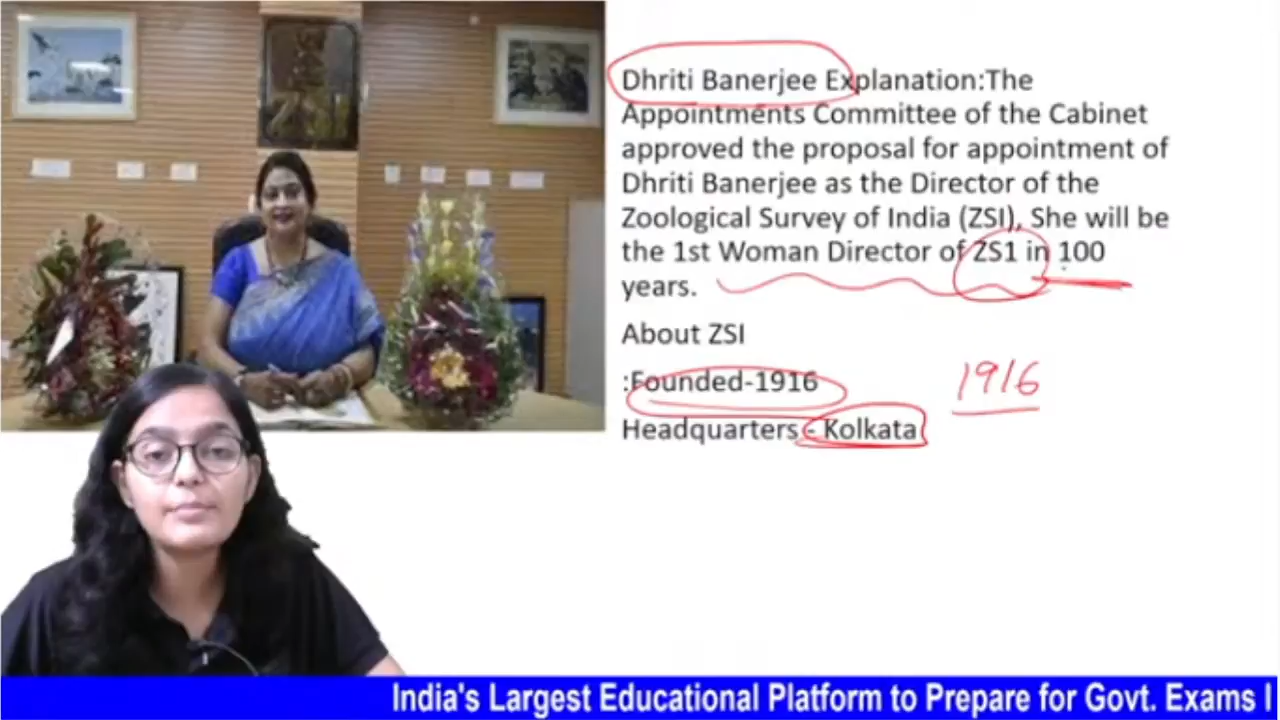 Dhriti Banerjee Explanation:The
Appointments Committee of the Cabinet
approved the proposal for appointment of
Dhriti Banerjee as the Director of the
Zoological Survey of India (ZSI), She will be
the 1st Woman Director of ZS1 in 100
years.
About ZSI
:Founded-1916
1916
Headquarters - Kolkata
India's Largest Educational Platform to Prepare for Govt. Exams I